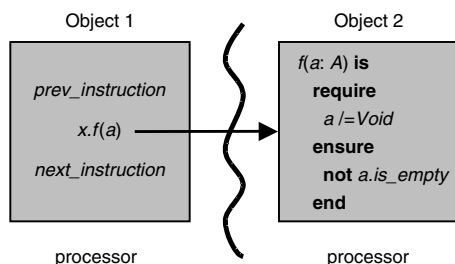 Object 1
Object 2
prev_instruction
x.f(a)
next_instruction
f(a: A) is
require
a /=Void
ensure
not a.is_empty
end
processor
processor